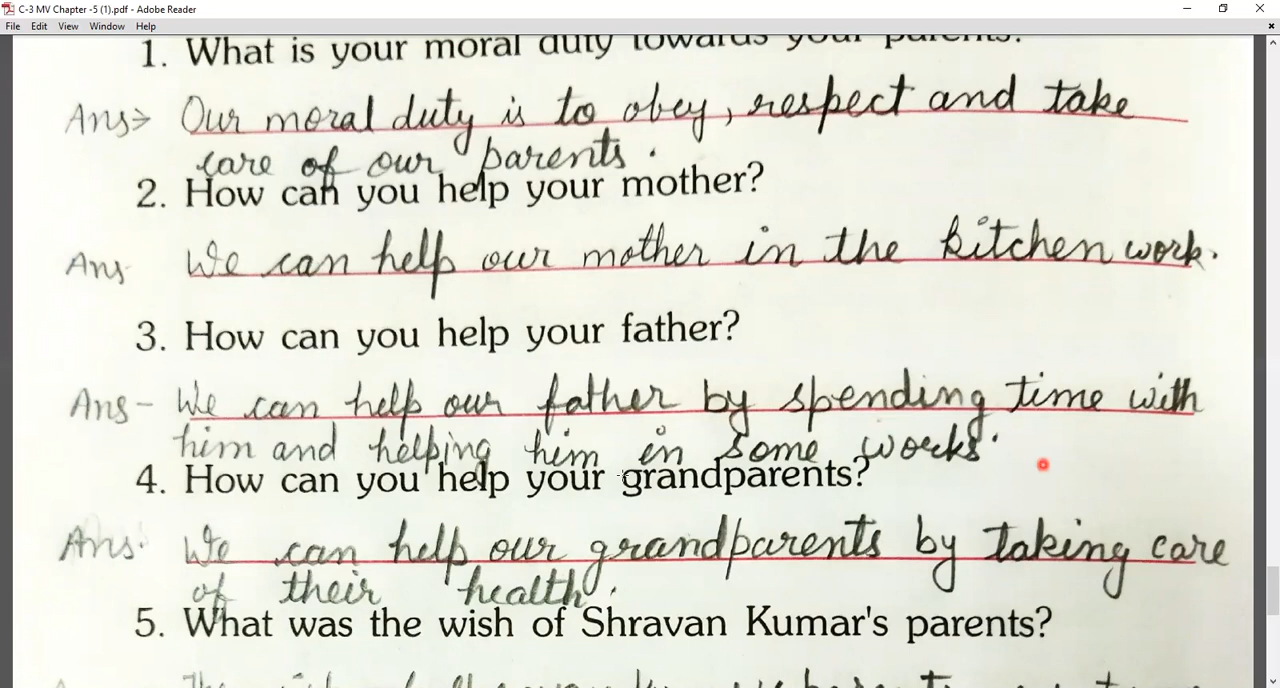 C-3 MV Chapter -5 (1).pdf - Adobe Reader
File Edit View Window Help
1. What is your moral duty towards your parents?
Ans→ Our moral duty is to obey, respect and take
care of our parents.
2. How can you help your mother?
Ans- We can help our mother in the kitchen work.
3. How can you help your father?
Ans- We can help our father by spending time with
him and helping him in some works.
4. How can you help your grandparents?
Ans. We can help our grandparents by taking care
of their health.
5. What was the wish of Shravan Kumar's parents?